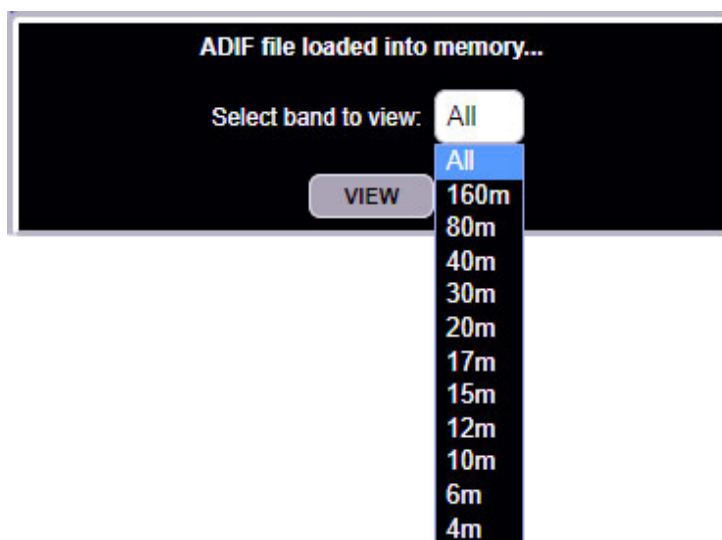 ADIF file loaded into memory...
Select band to view: All
All
VIEW
160m
80m
40m
30m
20m
17m
15m
12m
10m
6m
4m